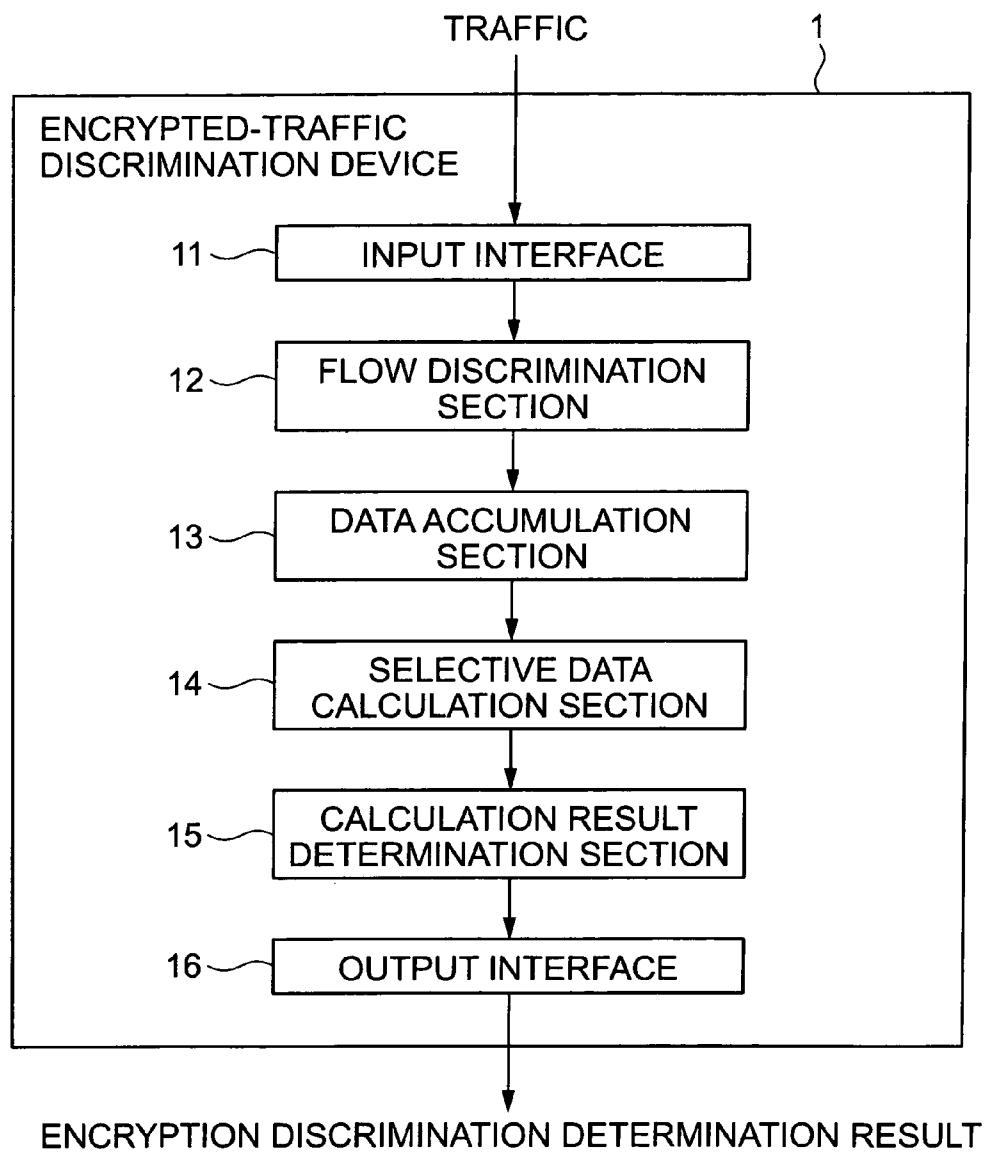 TRAFFIC
1
ENCRYPTED-TRAFFIC
DISCRIMINATION DEVICE
11
INPUT INTERFACE
12
FLOW DISCRIMINATION
SECTION
13
DATA ACCUMULATION
SECTION
14
SELECTIVE DATA
CALCULATION SECTION
15
CALCULATION RESULT
DETERMINATION SECTION
16
OUTPUT INTERFACE
ENCRYPTION DISCRIMINATION DETERMINATION RESULT